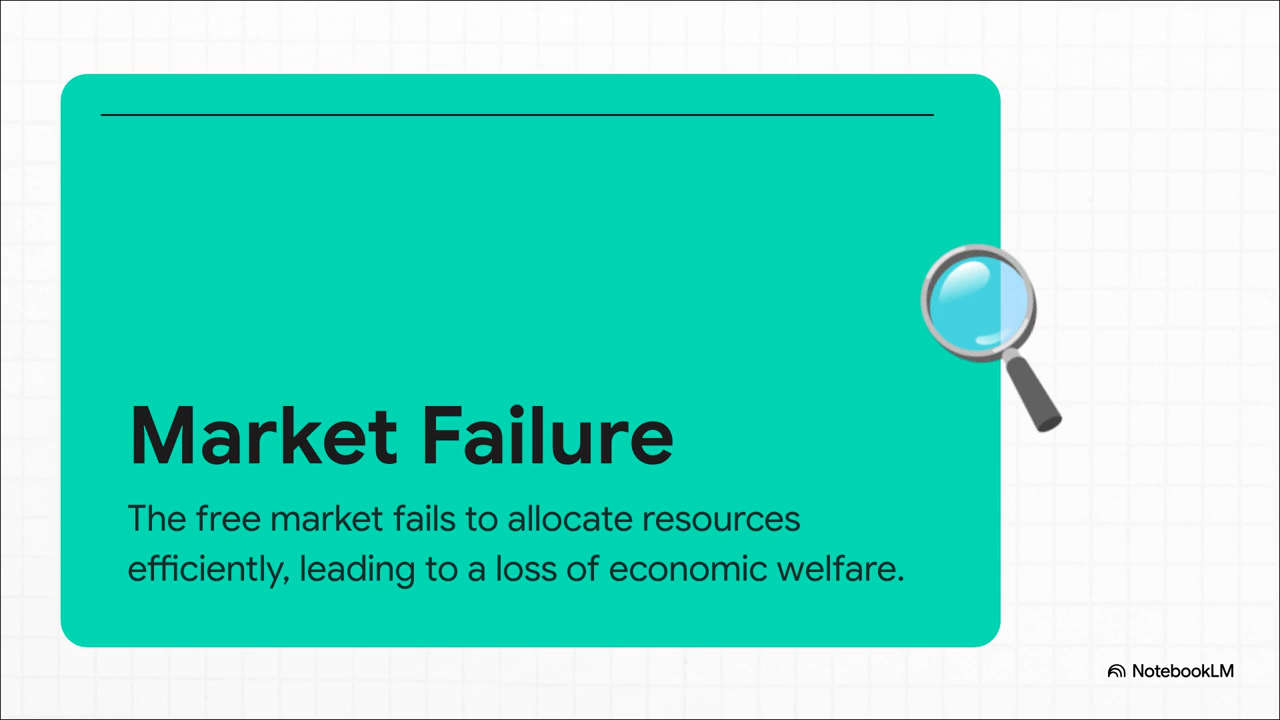 Market Failure
The free market fails to allocate resources
efficiently, leading to a loss of economic welfare.
NotebookLM